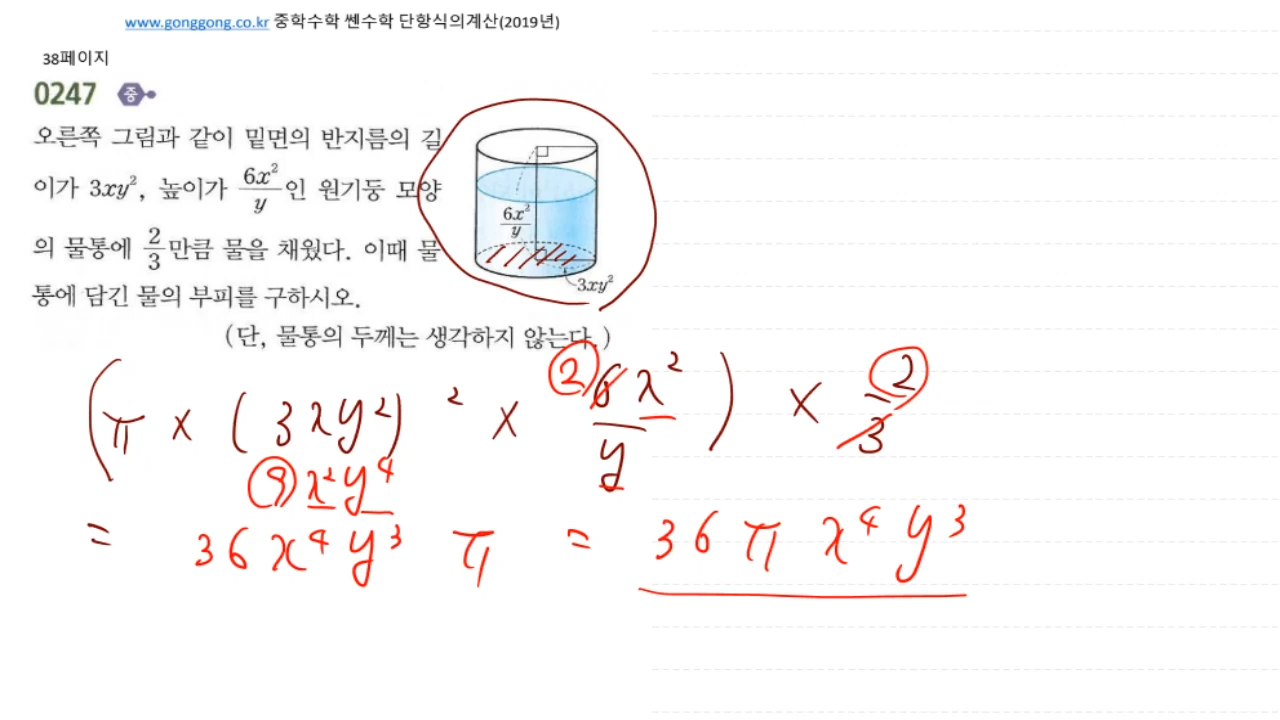 www.gonggong.co.kr 중학수학 쎈수학 단항식의계산(2019년)
38페이지
0247 중
오른쪽 그림과 같이 밑면의 반지름의 길
이가 3xy², 높이가 6x²/y인 원기둥 모양
의 물통에 2/3만큼 물을 채웠다. 이때 물
통에 담긴 물의 부피를 구하시오.
(단, 물통의 두께는 생각하지 않는다.)
6x²/y
3xy²
(π × (3xy²)² × 6x²/y) × 2/3
2
9x²y⁴
= 36x⁴y³π = 36πx⁴y³